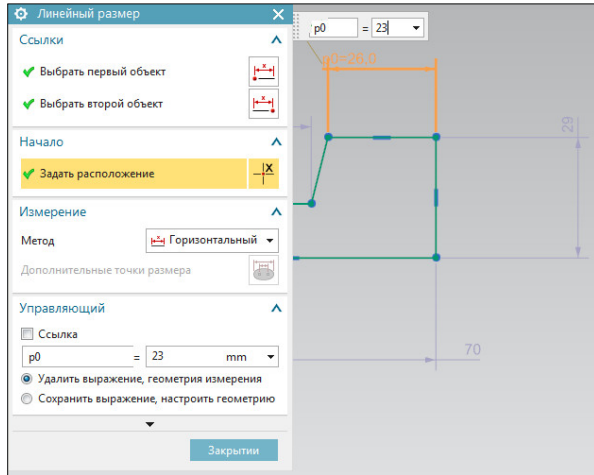 Линейный размер
Ссылки
Выбрать первый объект
Выбрать второй объект
Начало
Задать расположение
X
Измерение
Метод
Горизонтальный
Дополнительные точки размера
Управляющий
Ссылка
p0 = 23 mm
Удалить выражение, геометрия измерения
Сохранить выражение, настроить геометрию
Закрытии
p0 = 23
p0=26,0
29
70